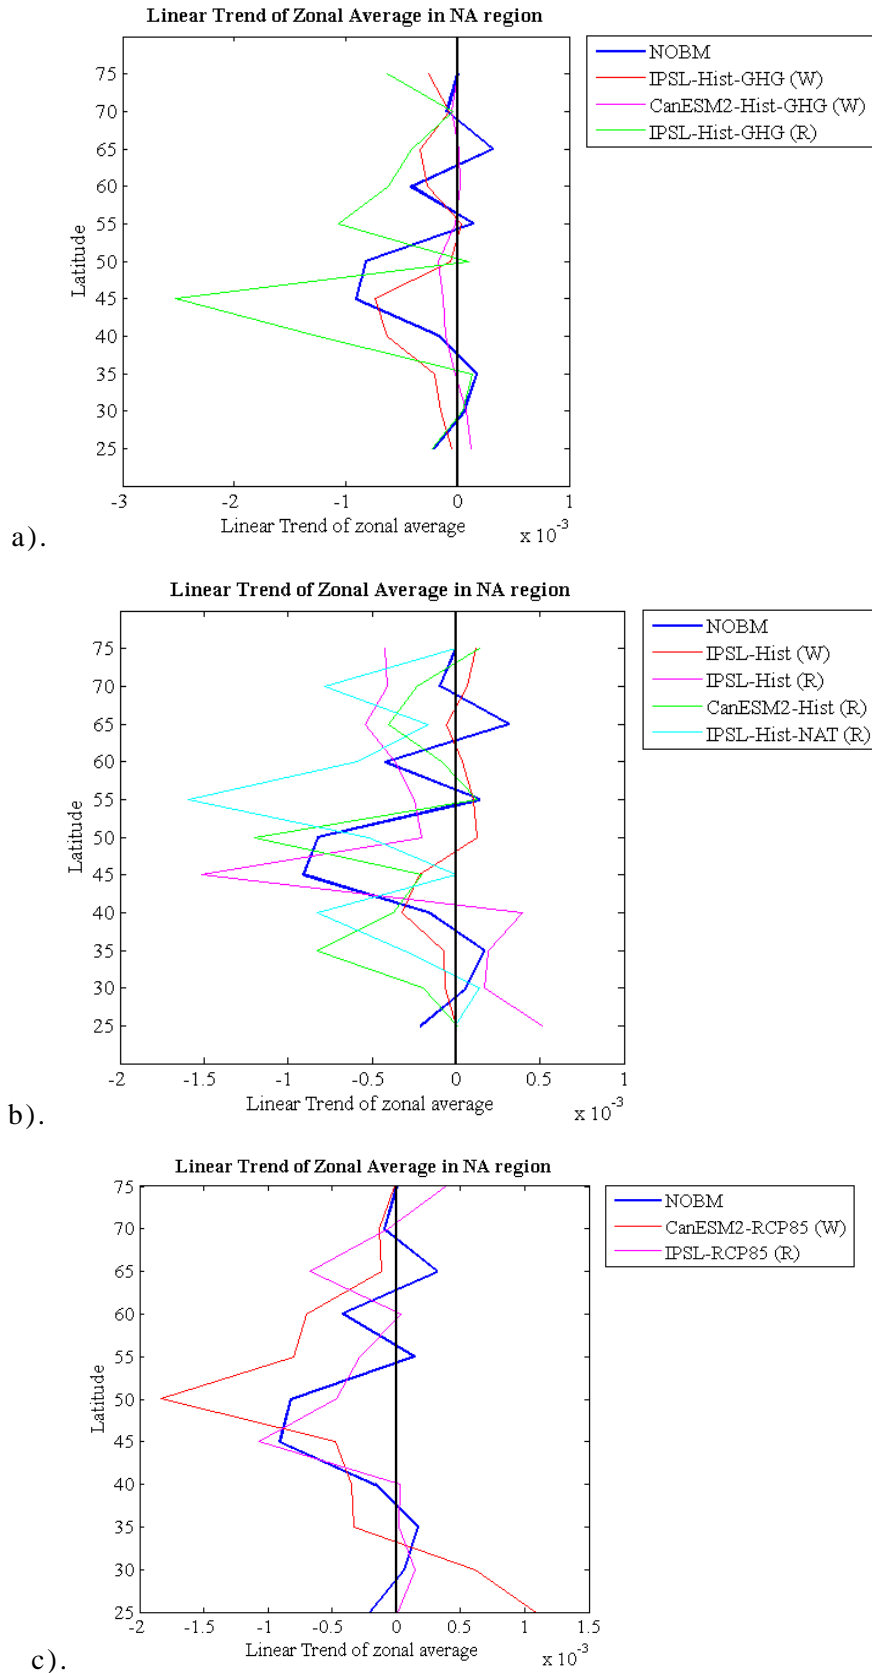 Linear Trend of Zonal Average in NA region
NOBM
IPSL-Hist-GHG (W)
CanESM2-Hist-GHG (W)
IPSL-Hist-GHG (R)
75
70
65
60
55
50
45
40
35
30
25
Latitude
-3
-2
-1
0
1
Linear Trend of zonal average
x 10⁻³
a).
Linear Trend of Zonal Average in NA region
NOBM
IPSL-Hist (W)
IPSL-Hist (R)
CanESM2-Hist (R)
IPSL-Hist-NAT (R)
75
70
65
60
55
50
45
40
35
30
25
Latitude
-2
-1.5
-1
-0.5
0
0.5
1
Linear Trend of zonal average
x 10⁻³
b).
Linear Trend of Zonal Average in NA region
NOBM
CanESM2-RCP85 (W)
IPSL-RCP85 (R)
75
70
65
60
55
50
45
40
35
30
25
Latitude
-2
-1.5
-1
-0.5
0
0.5
1
1.5
Linear Trend of zonal average
x 10⁻³
c).